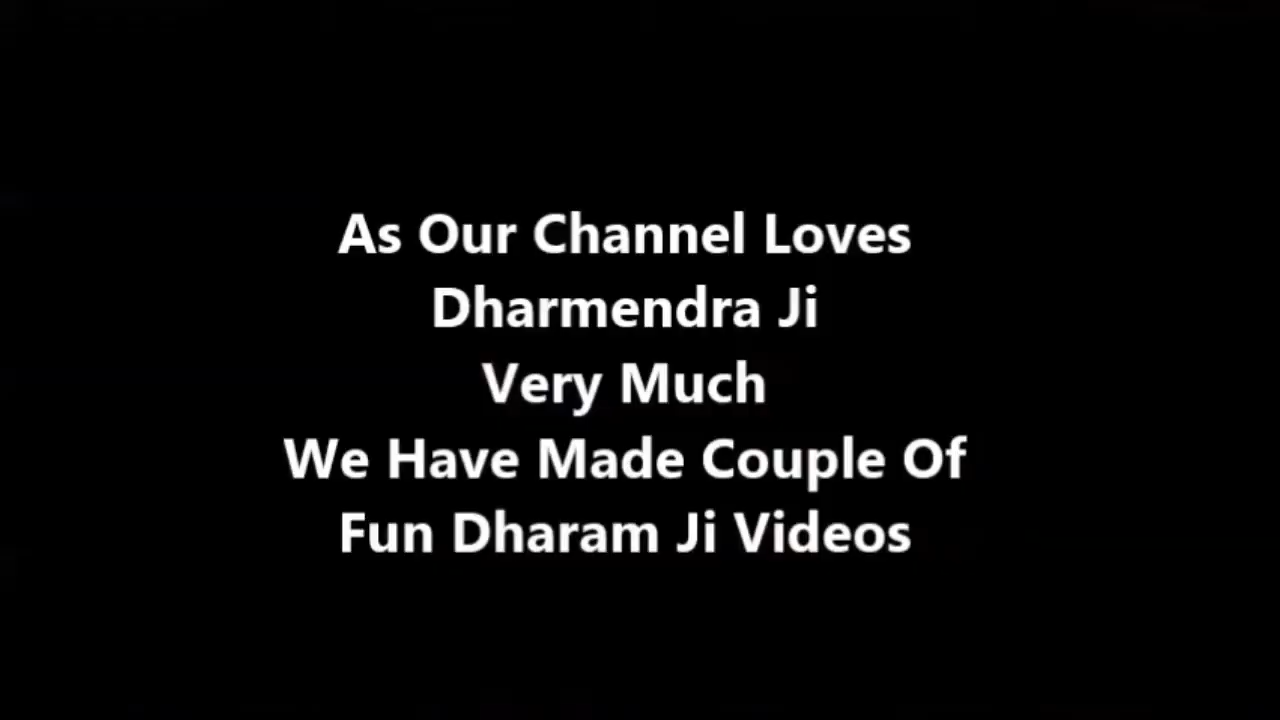 As Our Channel Loves
Dharmendra Ji
Very Much
We Have Made Couple Of
Fun Dharam Ji Videos